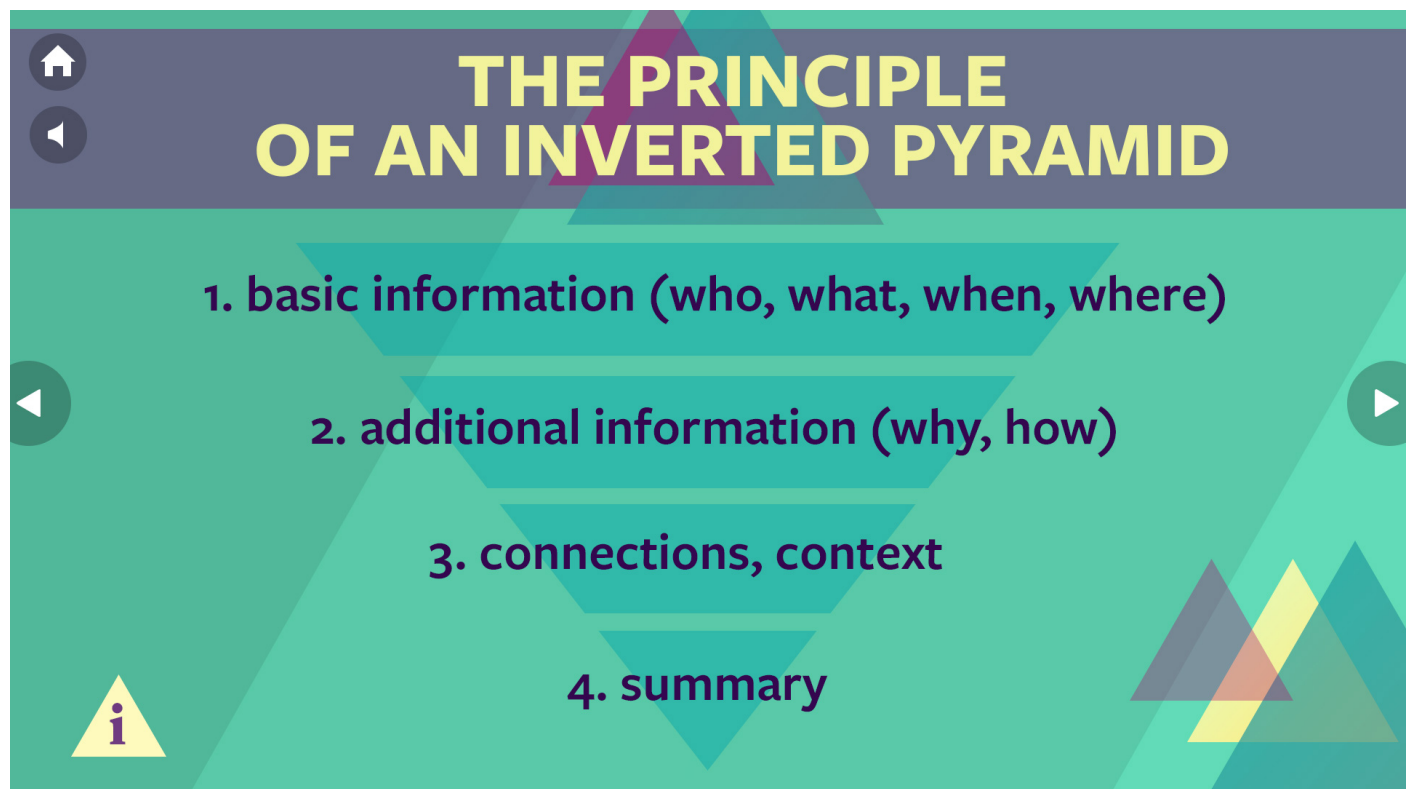 THE PRINCIPLE
OF AN INVERTED PYRAMID
1. basic information (who, what, when, where)
2. additional information (why, how)
3. connections, context
4. summary
i